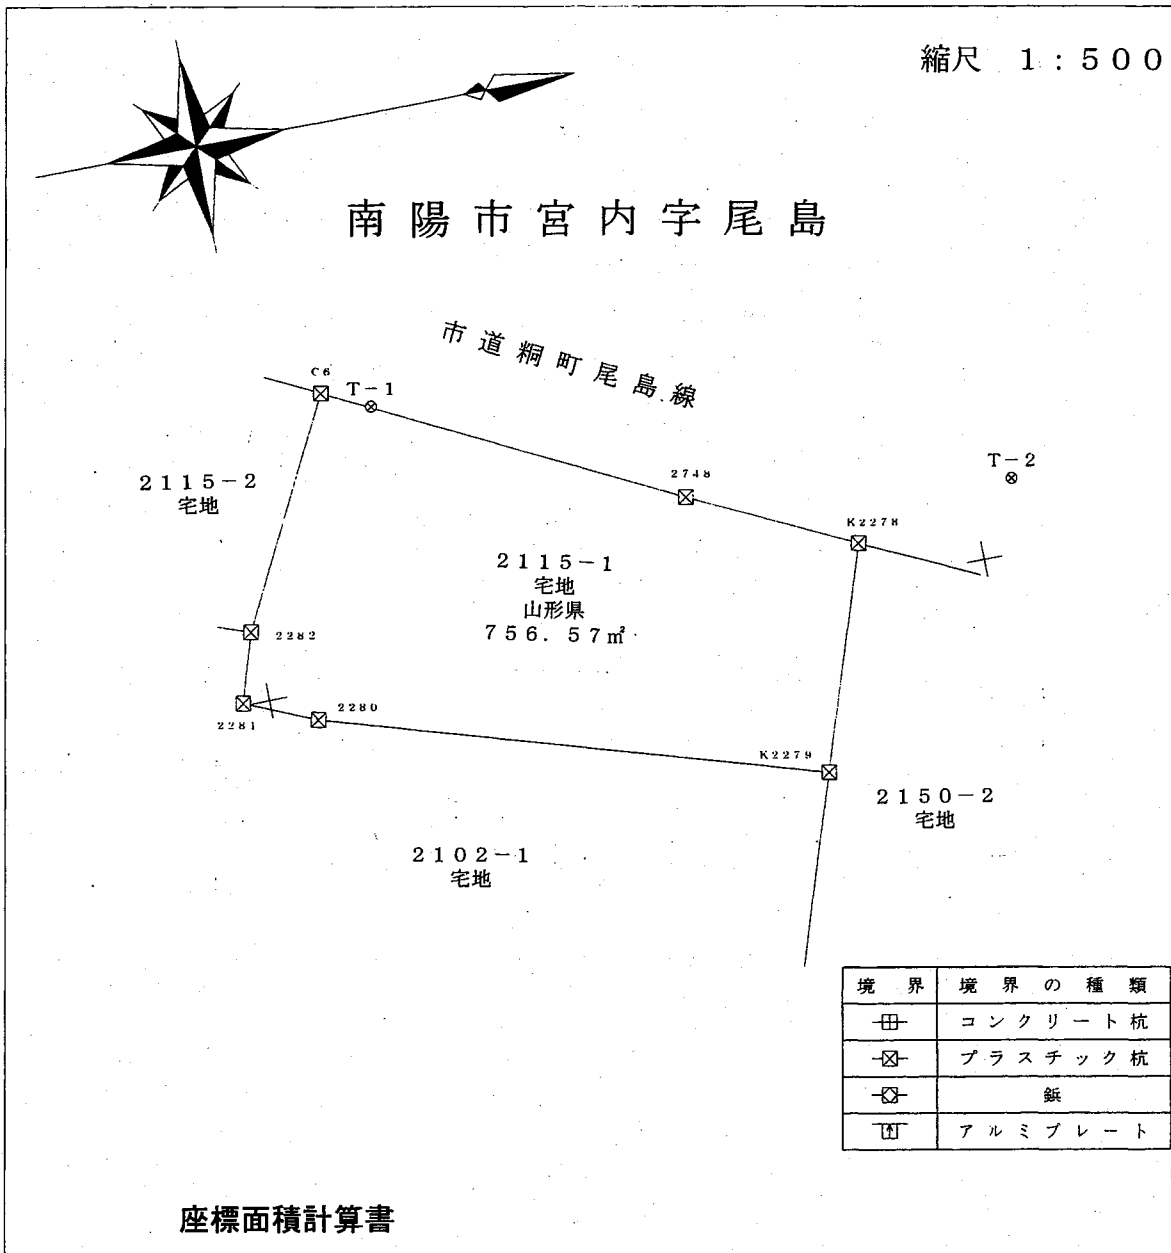 縮尺 1:500
南陽市宮内字尾島
市道粡町尾島線
C6
T-1
2115-2
宅地
2748
T-2
K2278
2115-1
宅地
山形県
756.57㎡
2282
2281
2280
K2279
2150-2
宅地
2102-1
宅地
境界 境界の種類
コンクリート杭
プラスチック杭
鋲
アルミプレート
座標面積計算書